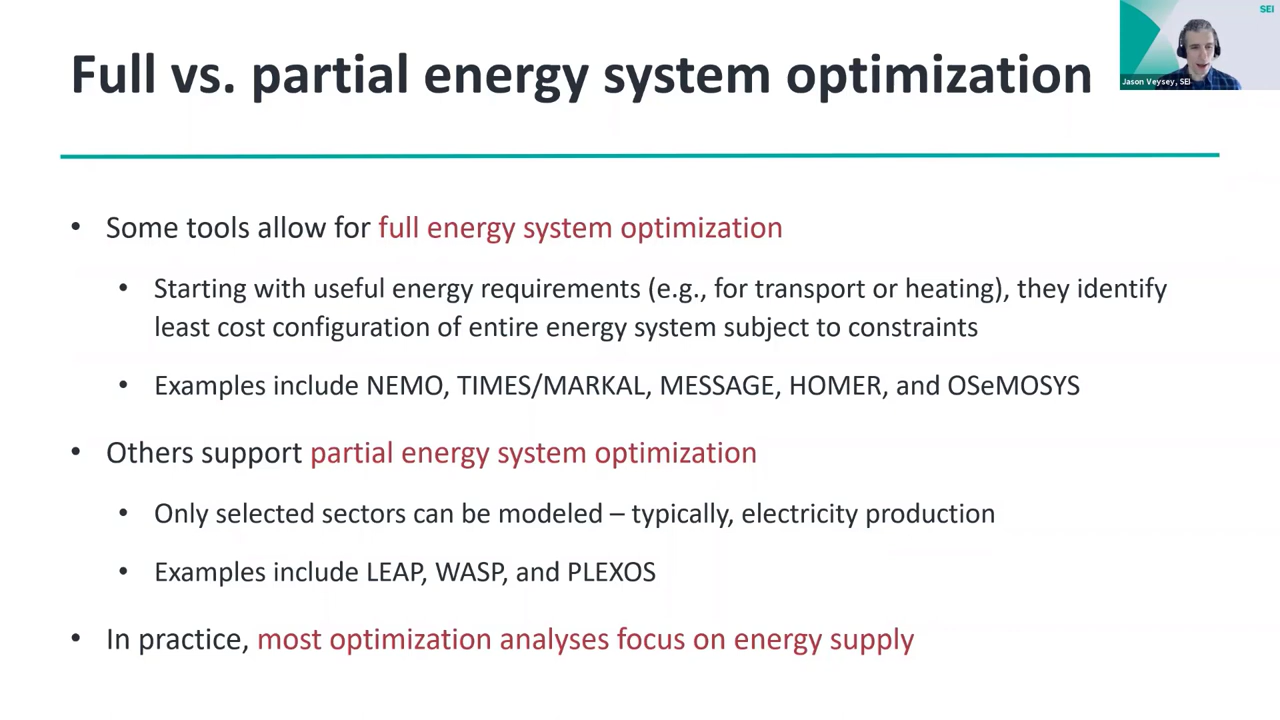 SEI
Full vs. partial energy system optimization
Jason Veysey, SEI
• Some tools allow for full energy system optimization
• Starting with useful energy requirements (e.g., for transport or heating), they identify
least cost configuration of entire energy system subject to constraints
• Examples include NEMO, TIMES/MARKAL, MESSAGE, HOMER, and OSeMOSYS
• Others support partial energy system optimization
• Only selected sectors can be modeled – typically, electricity production
• Examples include LEAP, WASP, and PLEXOS
• In practice, most optimization analyses focus on energy supply